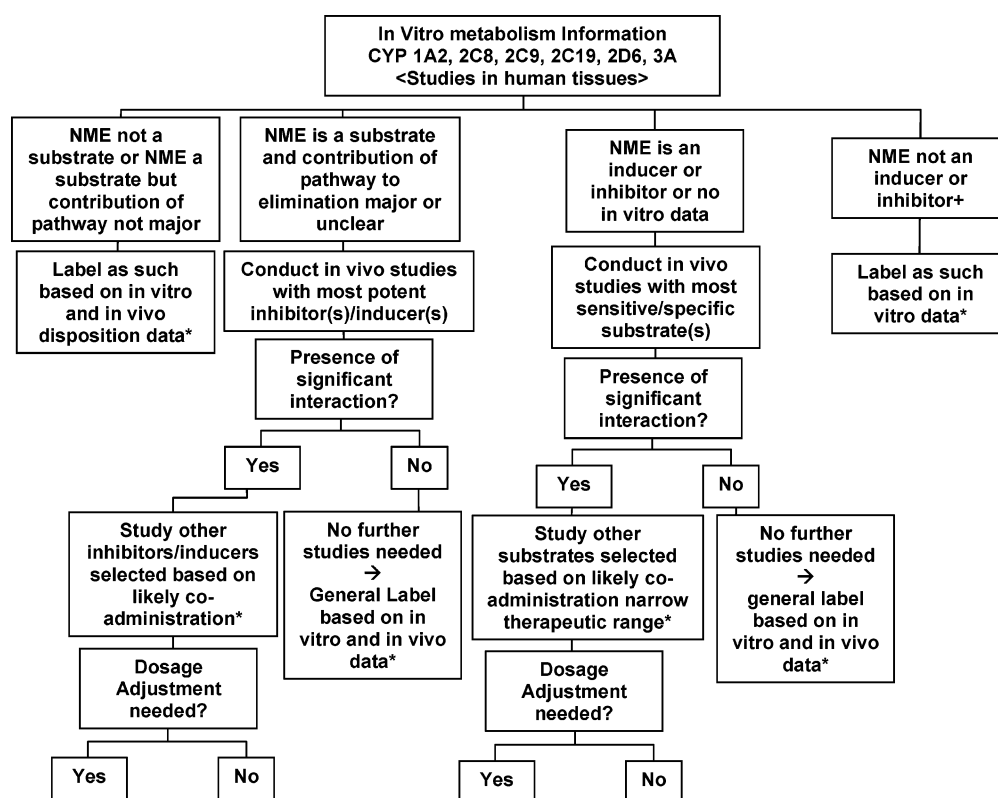 In Vitro metabolism Information
CYP 1A2, 2C8, 2C9, 2C19, 2D6, 3A
<Studies in human tissues>
NME not a
substrate or NME a
substrate but
contribution of
pathway not major
NME is a substrate
and contribution of
pathway to
elimination major or
unclear
NME is an
inducer or
inhibitor or no
in vitro data
NME not an
inducer or
inhibitor+
Label as such
based on in vitro
and in vivo
disposition data*
Conduct in vivo studies
with most potent
inhibitor(s)/inducer(s)
Conduct in vivo
studies with most
sensitive/specific
substrate(s)
Label as such
based on in
vitro data*
Presence of
significant
interaction?
Presence of
significant
interaction?
Yes
No
Yes
No
Study other
inhibitors/inducers
selected based on
likely co-
administration*
No further
studies needed
→
General Label
based on in
vitro and in vivo
data*
Study other
substrates selected
based on likely co-
administration narrow
therapeutic range*
No further
studies needed
→
general label
based on in
vitro and in vivo
data*
Dosage
Adjustment
needed?
Dosage
Adjustment
needed?
Yes
No
Yes
No